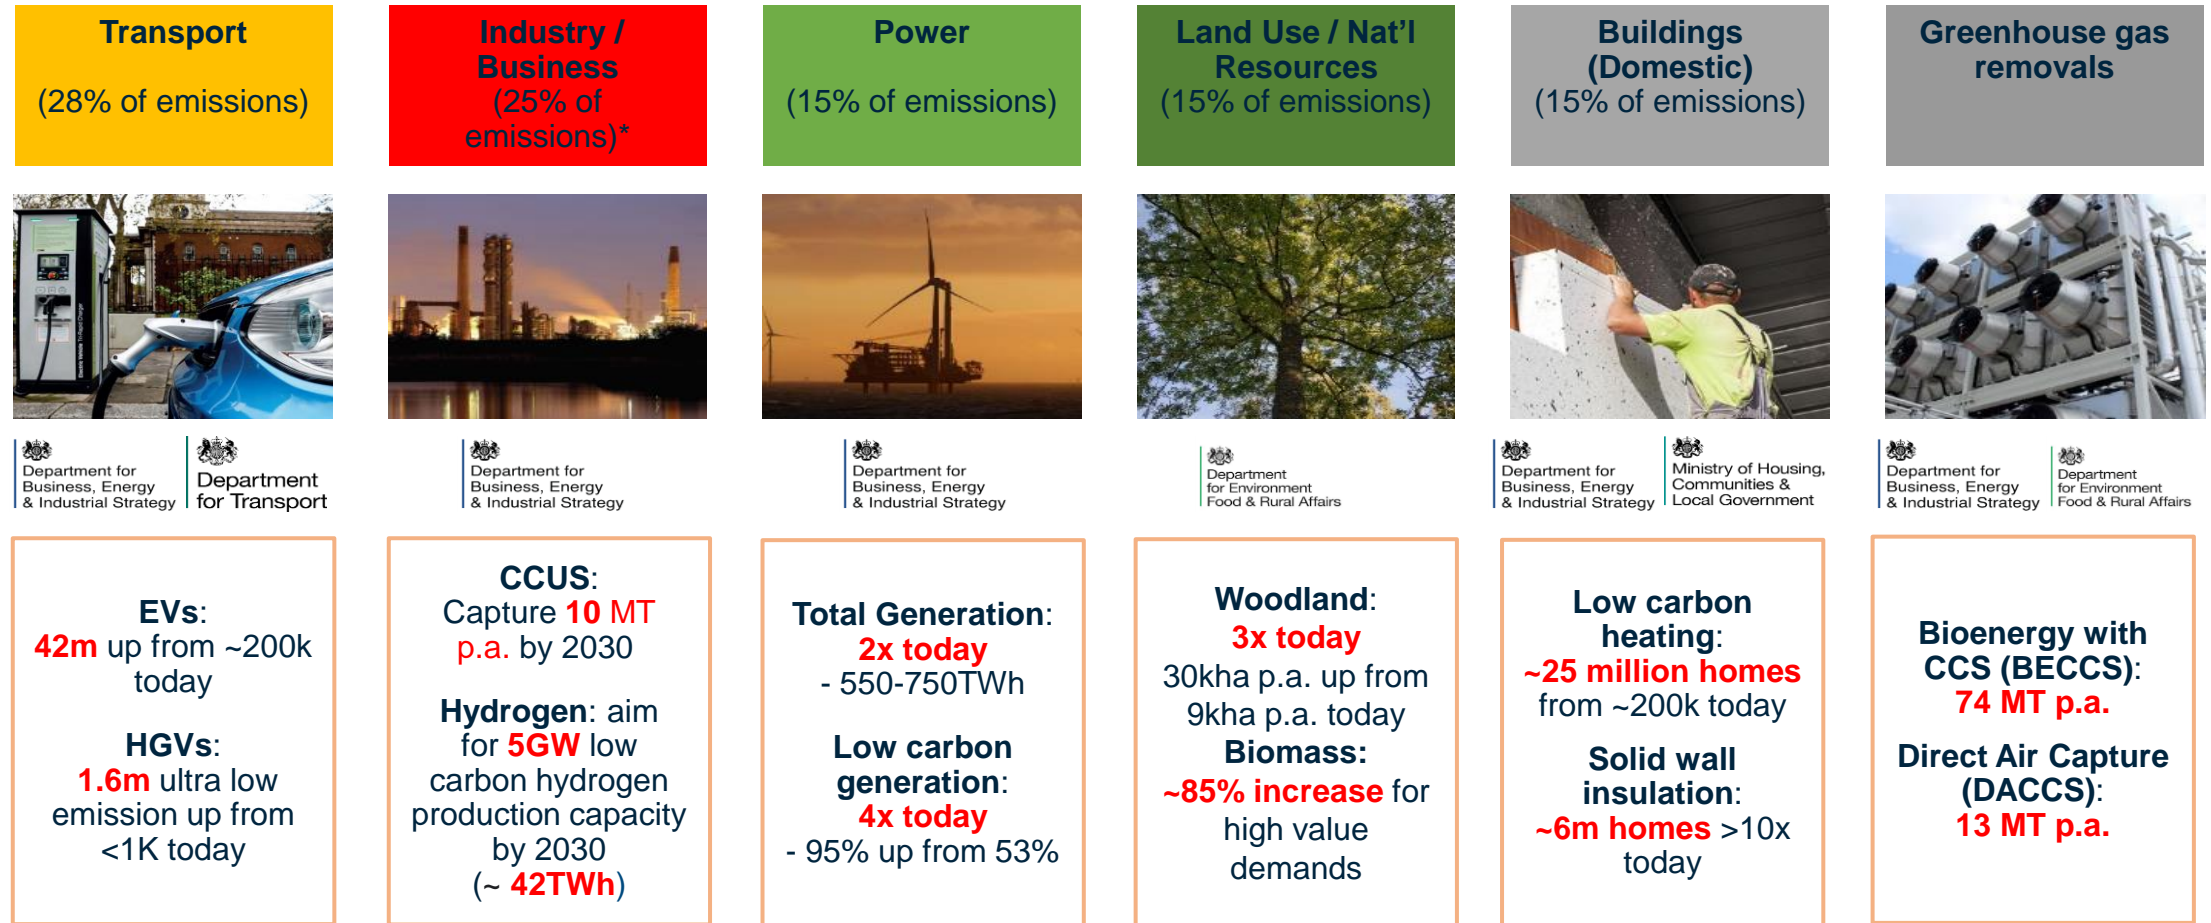 Transport
(28% of emissions)
Industry /
Business
(25% of
emissions)*
Power
(15% of emissions)
Land Use / Nat'l
Resources
(15% of emissions)
Buildings
(Domestic)
(15% of emissions)
Greenhouse gas
removals
Department for
Business, Energy
& Industrial Strategy
Department
for Transport
Department for
Business, Energy
& Industrial Strategy
Department for
Business, Energy
& Industrial Strategy
Department
for Environment
Food & Rural Affairs
Department for
Business, Energy
& Industrial Strategy
Ministry of Housing,
Communities &
Local Government
Department for
Business, Energy
& Industrial Strategy
Department
for Environment
Food & Rural Affairs
EVs:
42m up from ~200k
today
HGVs:
1.6m ultra low
emission up from
<1K today
CCUS:
Capture 10 MT
p.a. by 2030
Hydrogen: aim
for 5GW low
carbon hydrogen
production capacity
by 2030
(~ 42TWh)
Total Generation:
2x today
- 550-750TWh
Low carbon
generation:
4x today
- 95% up from 53%
Woodland:
3x today
30kha p.a. up from
9kha p.a. today
Biomass:
~85% increase for
high value
demands
Low carbon
heating:
~25 million homes
from ~200k today
Solid wall
insulation:
~6m homes >10x
today
Bioenergy with
CCS (BECCS):
74 MT p.a.
Direct Air Capture
(DACCS):
13 MT p.a.